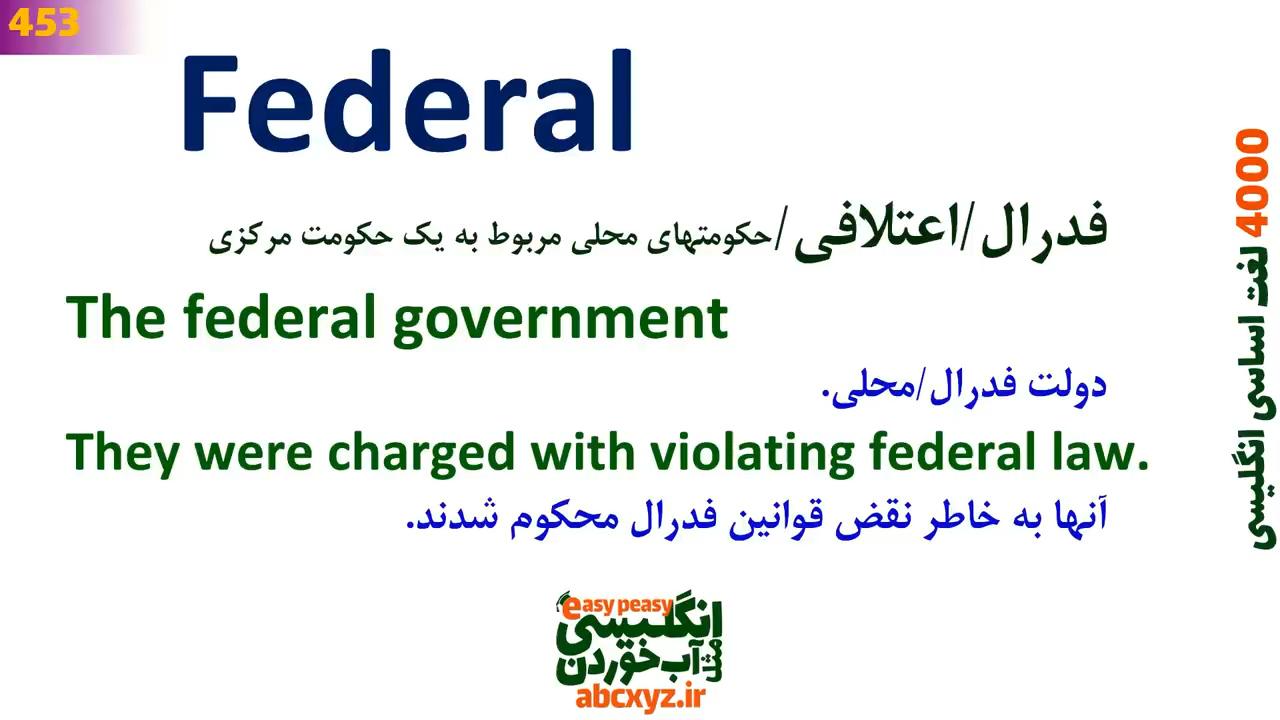 453
Federal
فدرال/اعتلافی/حکومتهای محلی مربوط به یک حکومت مرکزی
The federal government
دولت فدرال/محلی.
They were charged with violating federal law.
آنها به خاطر نقض قوانین فدرال محکوم شدند.
4000 لغت اساسی انگلیسی
easy peasy
انگلیسی
مثل آب خوردن
abcxyz.ir